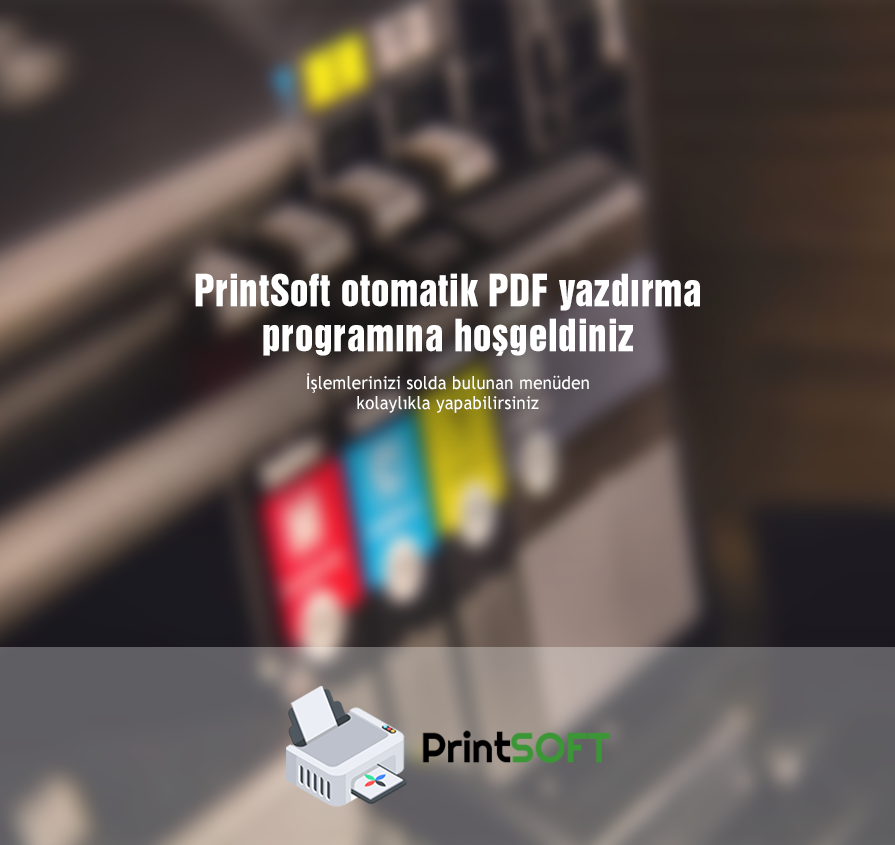 PrintSoft otomatik PDF yazdırma
programına hoşgeldiniz
İşlemlerinizi solda bulunan menüden
kolaylıkla yapabilirsiniz
PrintSOFT